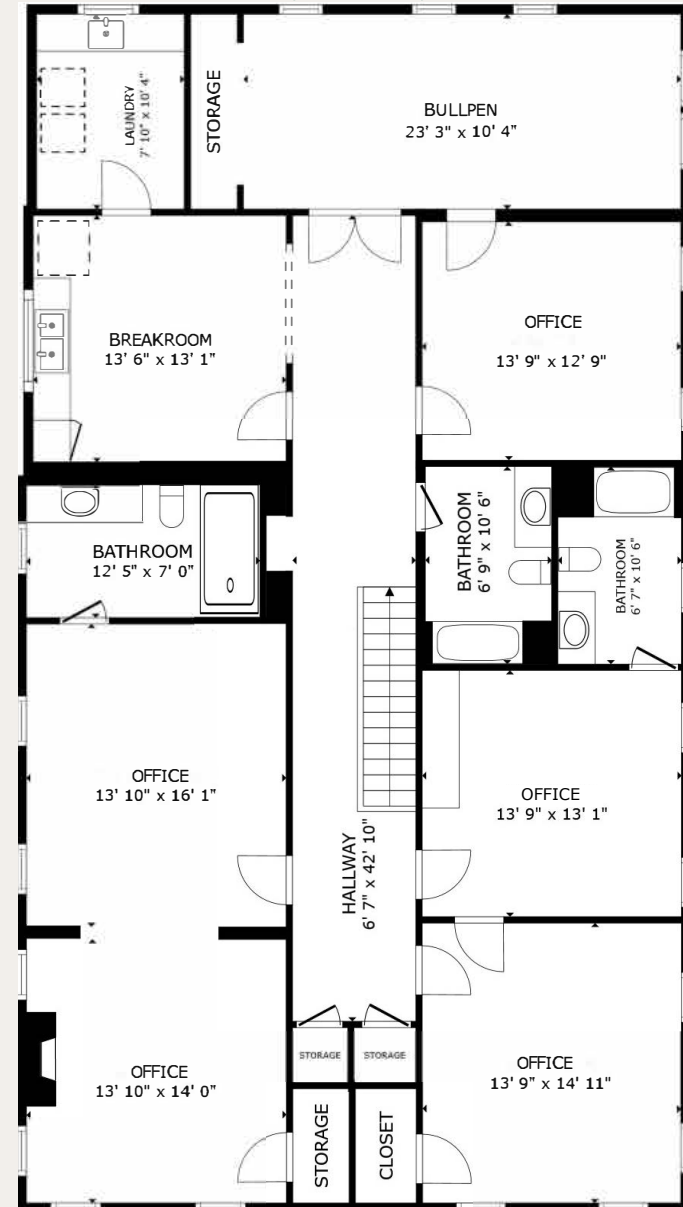 LAUNDRY
7' 10" x 10' 4"
STORAGE
BULLPEN
23' 3" x 10' 4"
BREAKROOM
13' 6" x 13' 1"
OFFICE
13' 9" x 12' 9"
BATHROOM
12' 5" x 7' 0"
BATHROOM
6' 9" x 10' 6"
BATHROOM
6' 7" x 10' 6"
OFFICE
13' 10" x 16' 1"
OFFICE
13' 9" x 13' 1"
HALLWAY
6' 7" x 42' 10"
OFFICE
13' 10" x 14' 0"
STORAGE
STORAGE
OFFICE
13' 9" x 14' 11"
STORAGE
CLOSET